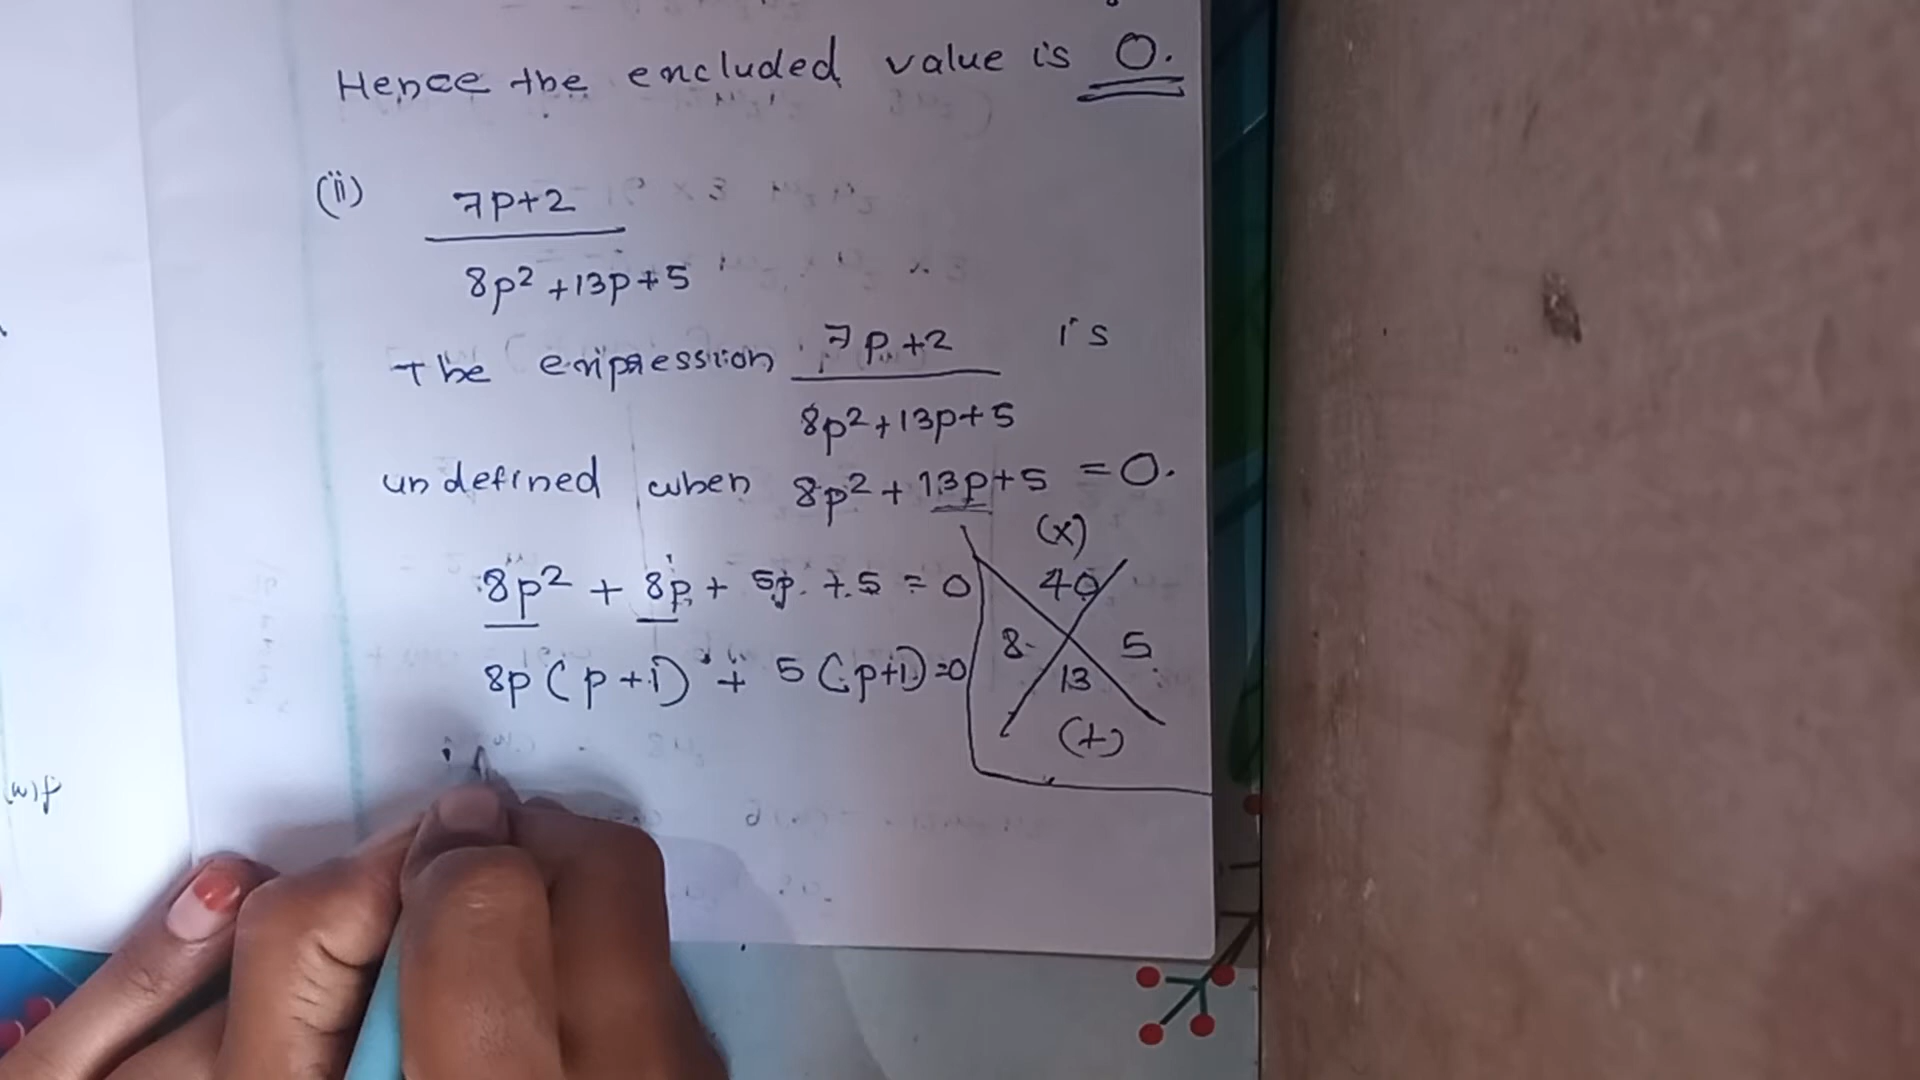 Hence the encluded value is 0.
(ii) 7p+2
8p² +13p+5
the enpression 7p+2 is
8p²+13p+5
undefined when 8p²+13p+5 =0.
(x)
8p² + 8p + 5p + 5 = 0 40
8 5
8p(p+1) + 5(p+1)=0 13
(+)